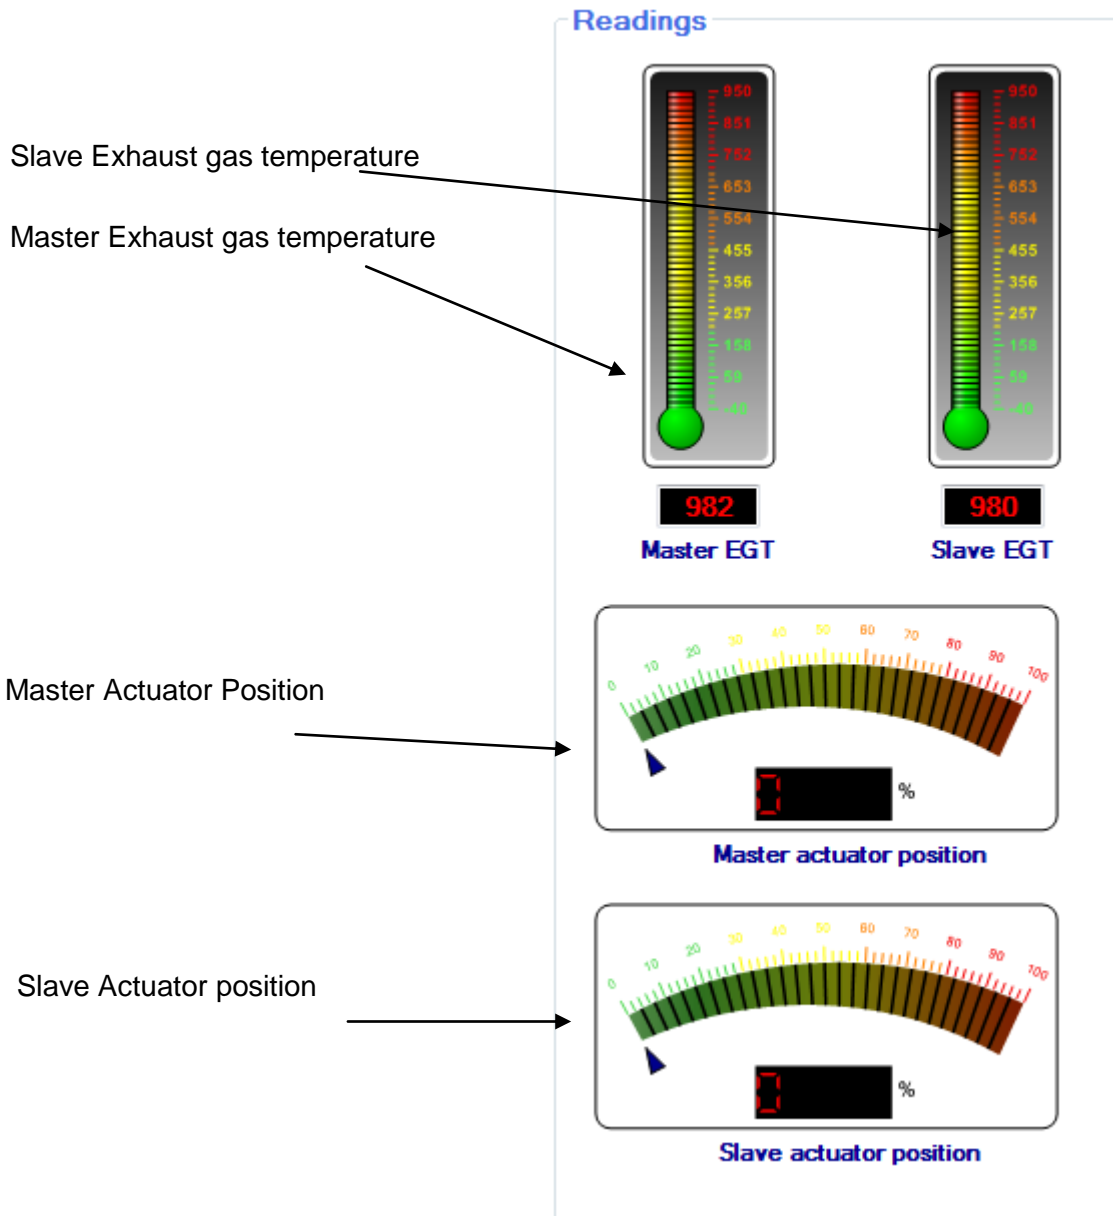 Readings
Slave Exhaust gas temperature
Master Exhaust gas temperature
950
851
752
653
554
455
356
257
158
59
-40
950
851
752
653
554
455
356
257
158
59
-40
982
980
Master EGT
Slave EGT
Master Actuator Position
0 10 20 30 40 50 60 70 80 90 100
0 %
Master actuator position
Slave Actuator position
0 10 20 30 40 50 60 70 80 90 100
0 %
Slave actuator position